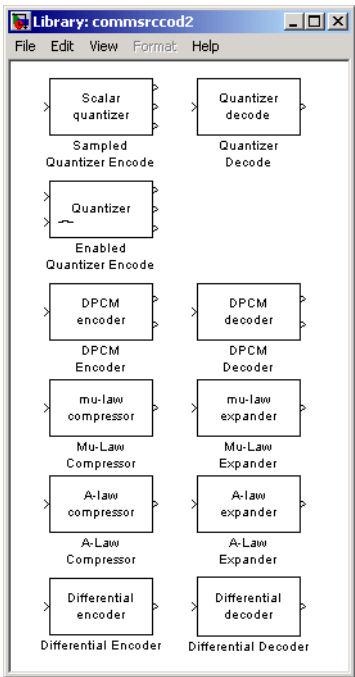 Library: commsrccod2
File Edit View Format Help
Scalar
quantizer
Sampled
Quantizer Encode
Quantizer
decode
Quantizer
Decode
Quantizer
Enabled
Quantizer Encode
DPCM
encoder
DPCM
Encoder
DPCM
decoder
DPCM
Decoder
mu-law
compressor
Mu-Law
Compressor
mu-law
expander
Mu-Law
Expander
A-law
compressor
A-Law
Compressor
A-law
expander
A-Law
Expander
Differential
encoder
Differential Encoder
Differential
decoder
Differential Decoder